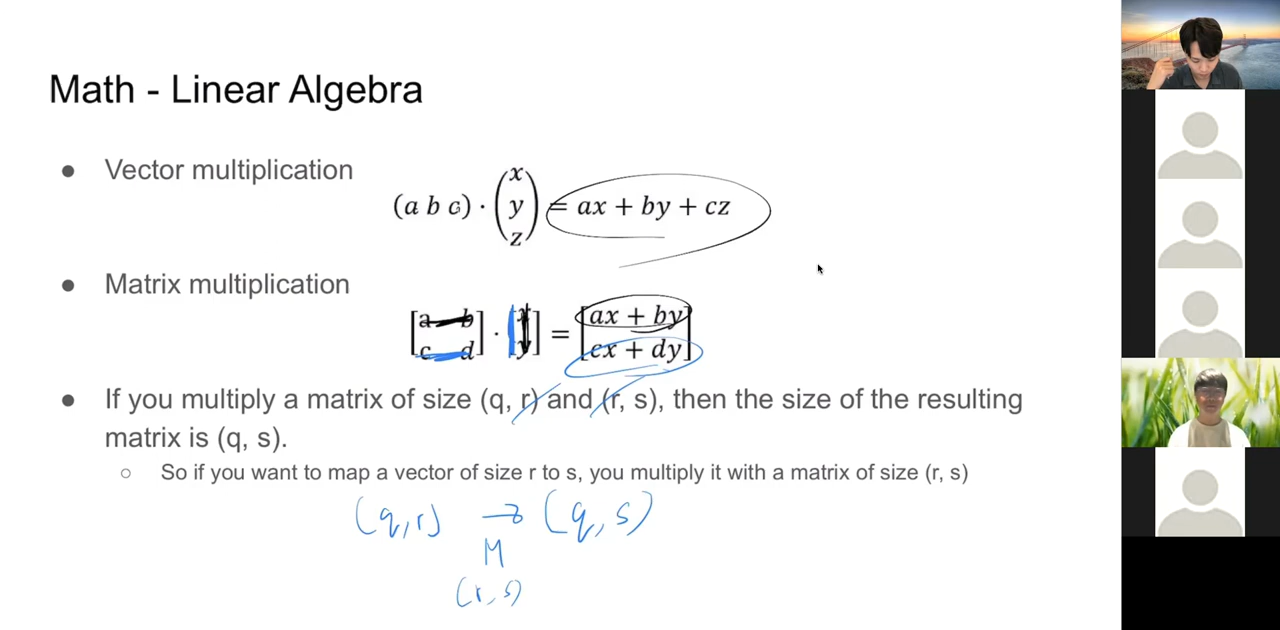 Math - Linear Algebra
● Vector multiplication
(a b c) · (x y z) = ax + by + cz
● Matrix multiplication
[a b c d] · [x y] = [ax + by cx + dy]
● If you multiply a matrix of size (q, r) and (r, s), then the size of the resulting
matrix is (q, s).
○ So if you want to map a vector of size r to s, you multiply it with a matrix of size (r, s)
(q, r) → (q, s)
M
(r, s)